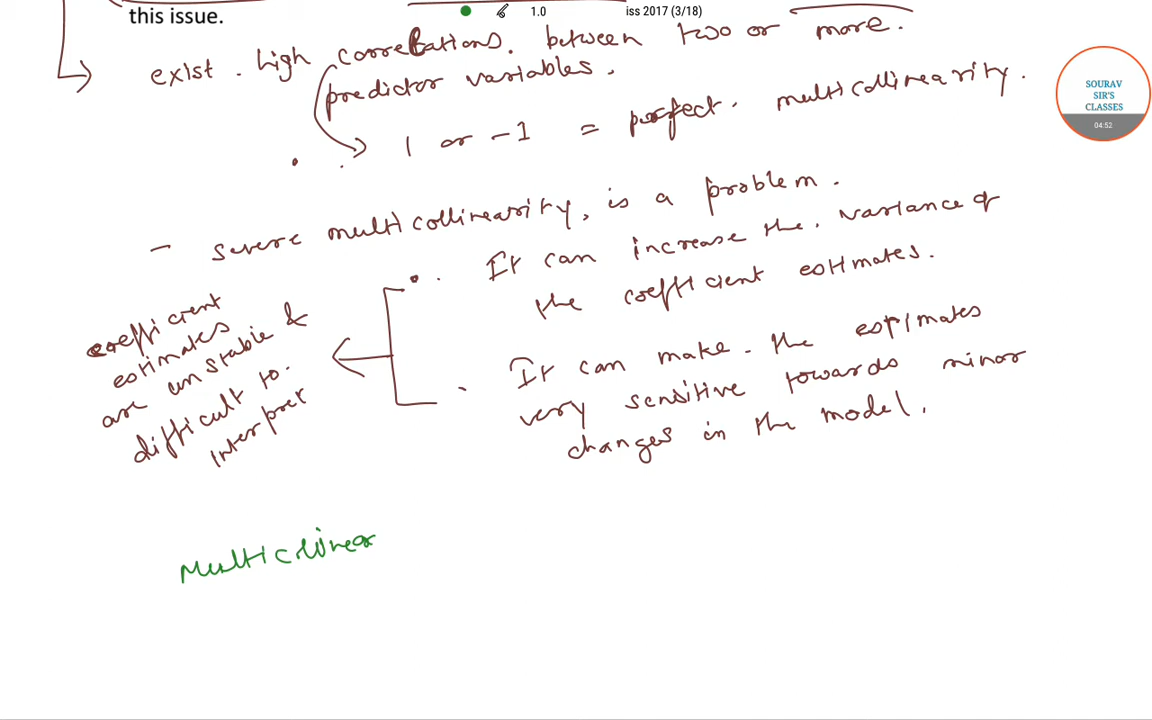 this issue.
1.0 iss 2017 (3/18)
exist. high correlations. between two or more.
predictor variables.
1 or -1 = perfect. multicollinearity.
- severe multicollinearity, is a problem.
It can increase the. variance of
the coefficient estimates.
It can make. the estimates
very sensitive towards minor
changes in the model.
coefficient
estimates
are unstable &
difficult to.
interpret
Multicolinear
SOURAV
SIR'S
CLASSES
04:52